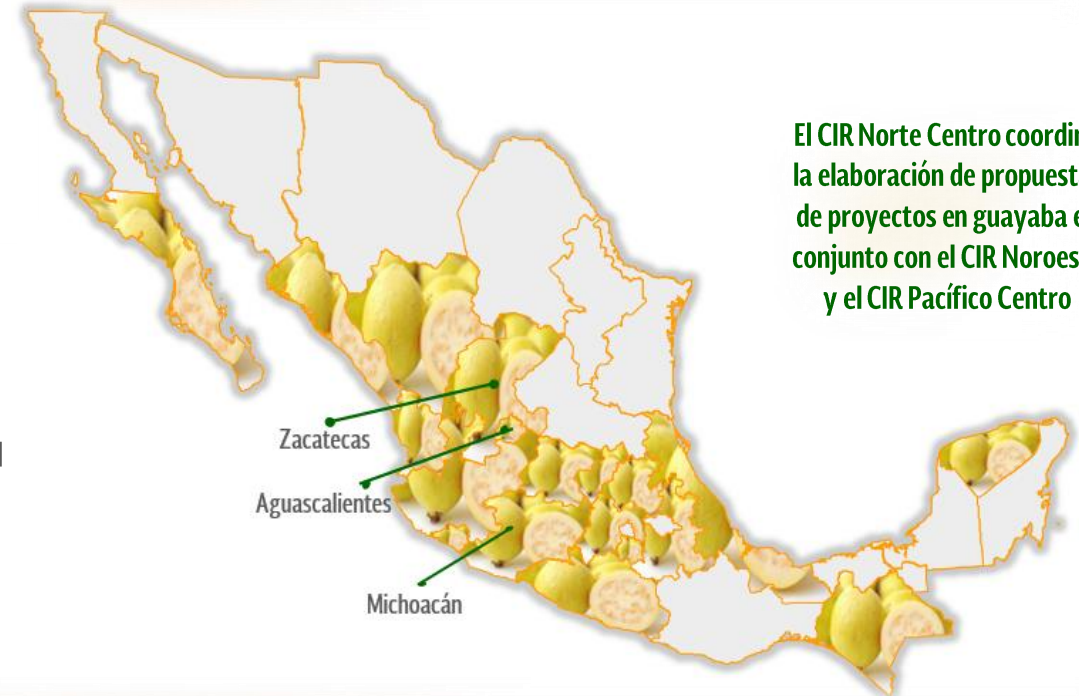 El CIR Norte Centro coordin
la elaboración de propuest
de proyectos en guayaba e
conjunto con el CIR Noroes
y el CIR Pacífico Centro
Zacatecas
Aguascalientes
Michoacán